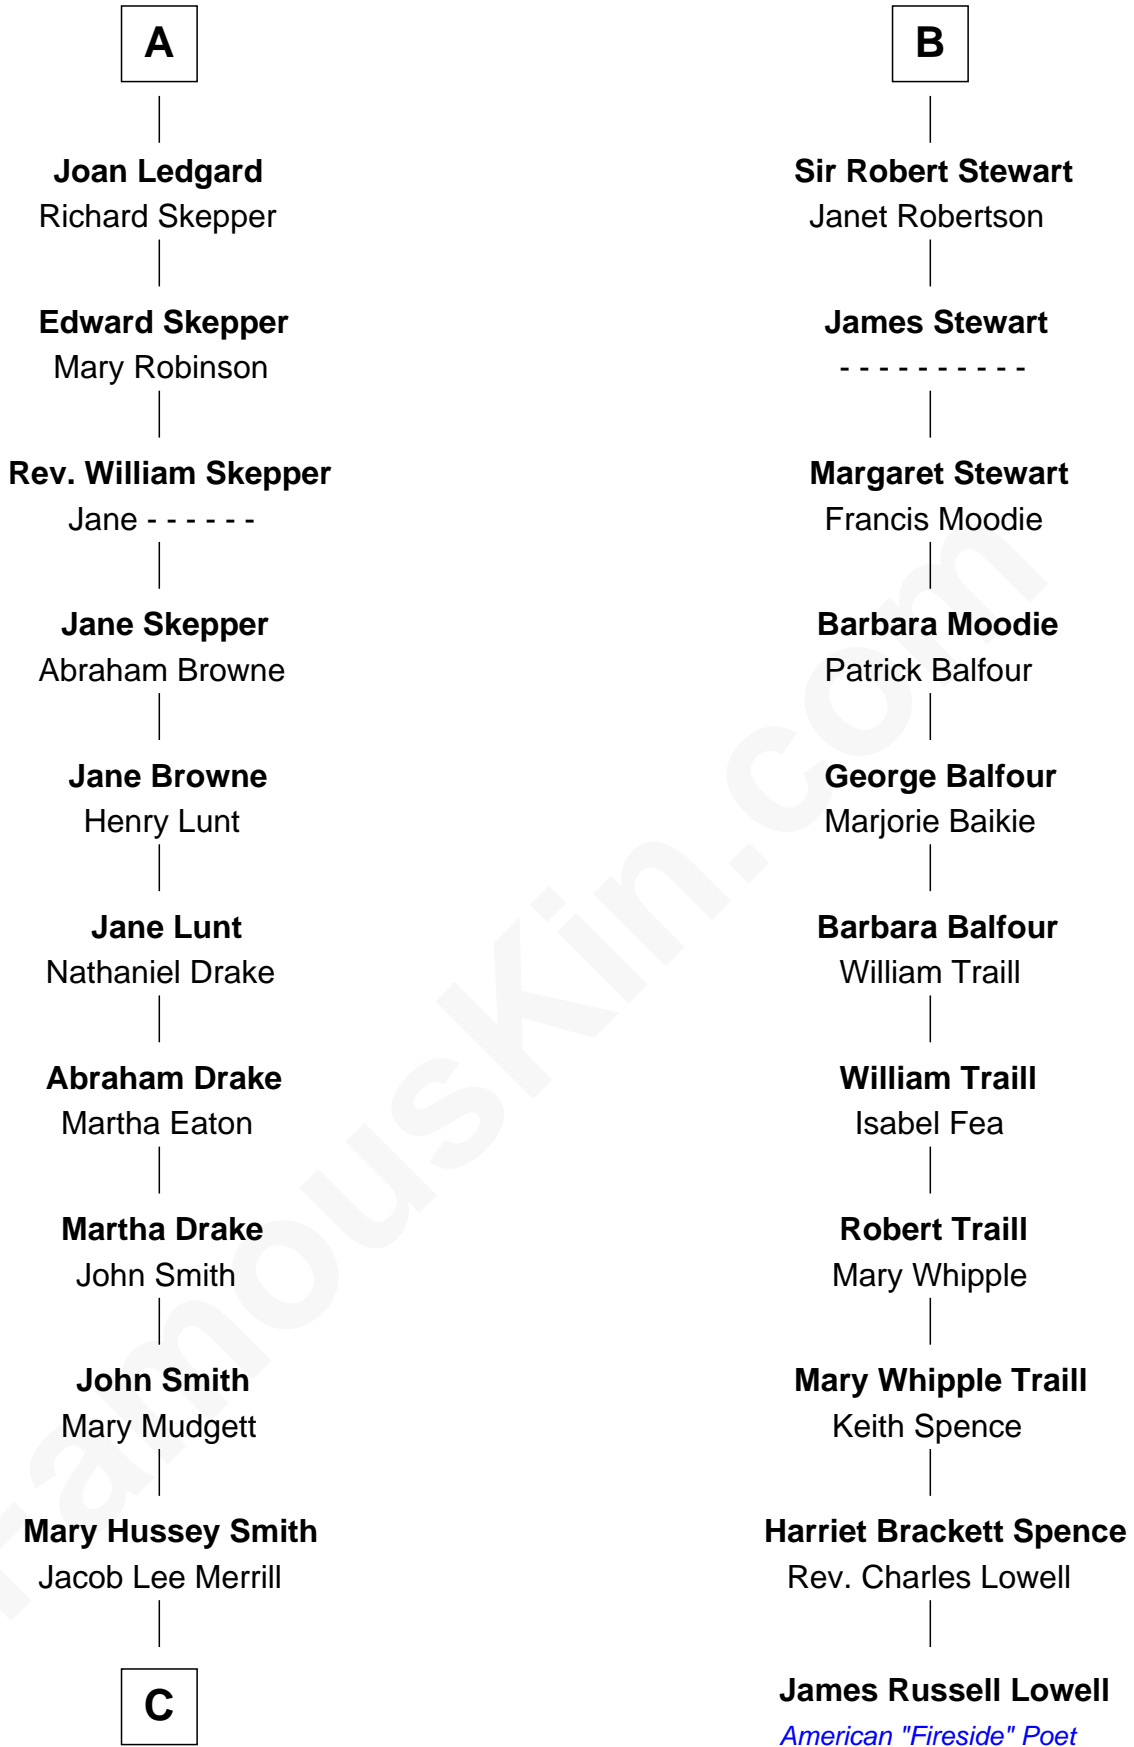 A
Joan Ledgard
Richard Skepper
Edward Skepper
Mary Robinson
Rev. William Skepper
Jane - - - - - -
Jane Skepper
Abraham Browne
Jane Browne
Henry Lunt
Jane Lunt
Nathaniel Drake
Abraham Drake
Martha Eaton
Martha Drake
John Smith
John Smith
Mary Mudgett
Mary Hussey Smith
Jacob Lee Merrill
C
B
Sir Robert Stewart
Janet Robertson
James Stewart
- - - - - - - - - -
Margaret Stewart
Francis Moodie
Barbara Moodie
Patrick Balfour
George Balfour
Marjorie Baikie
Barbara Balfour
William Traill
William Traill
Isabel Fea
Robert Traill
Mary Whipple
Mary Whipple Traill
Keith Spence
Harriet Brackett Spence
Rev. Charles Lowell
James Russell Lowell
American "Fireside" Poet
FamousKin.com